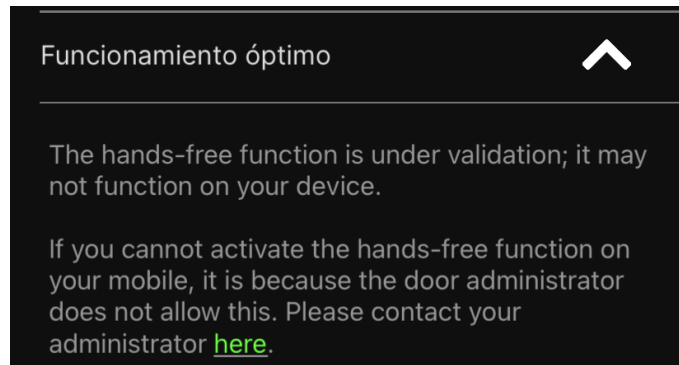 Funcionamiento óptimo
The hands-free function is under validation; it may
not function on your device.
If you cannot activate the hands-free function on
your mobile, it is because the door administrator
does not allow this. Please contact your
administrator here.